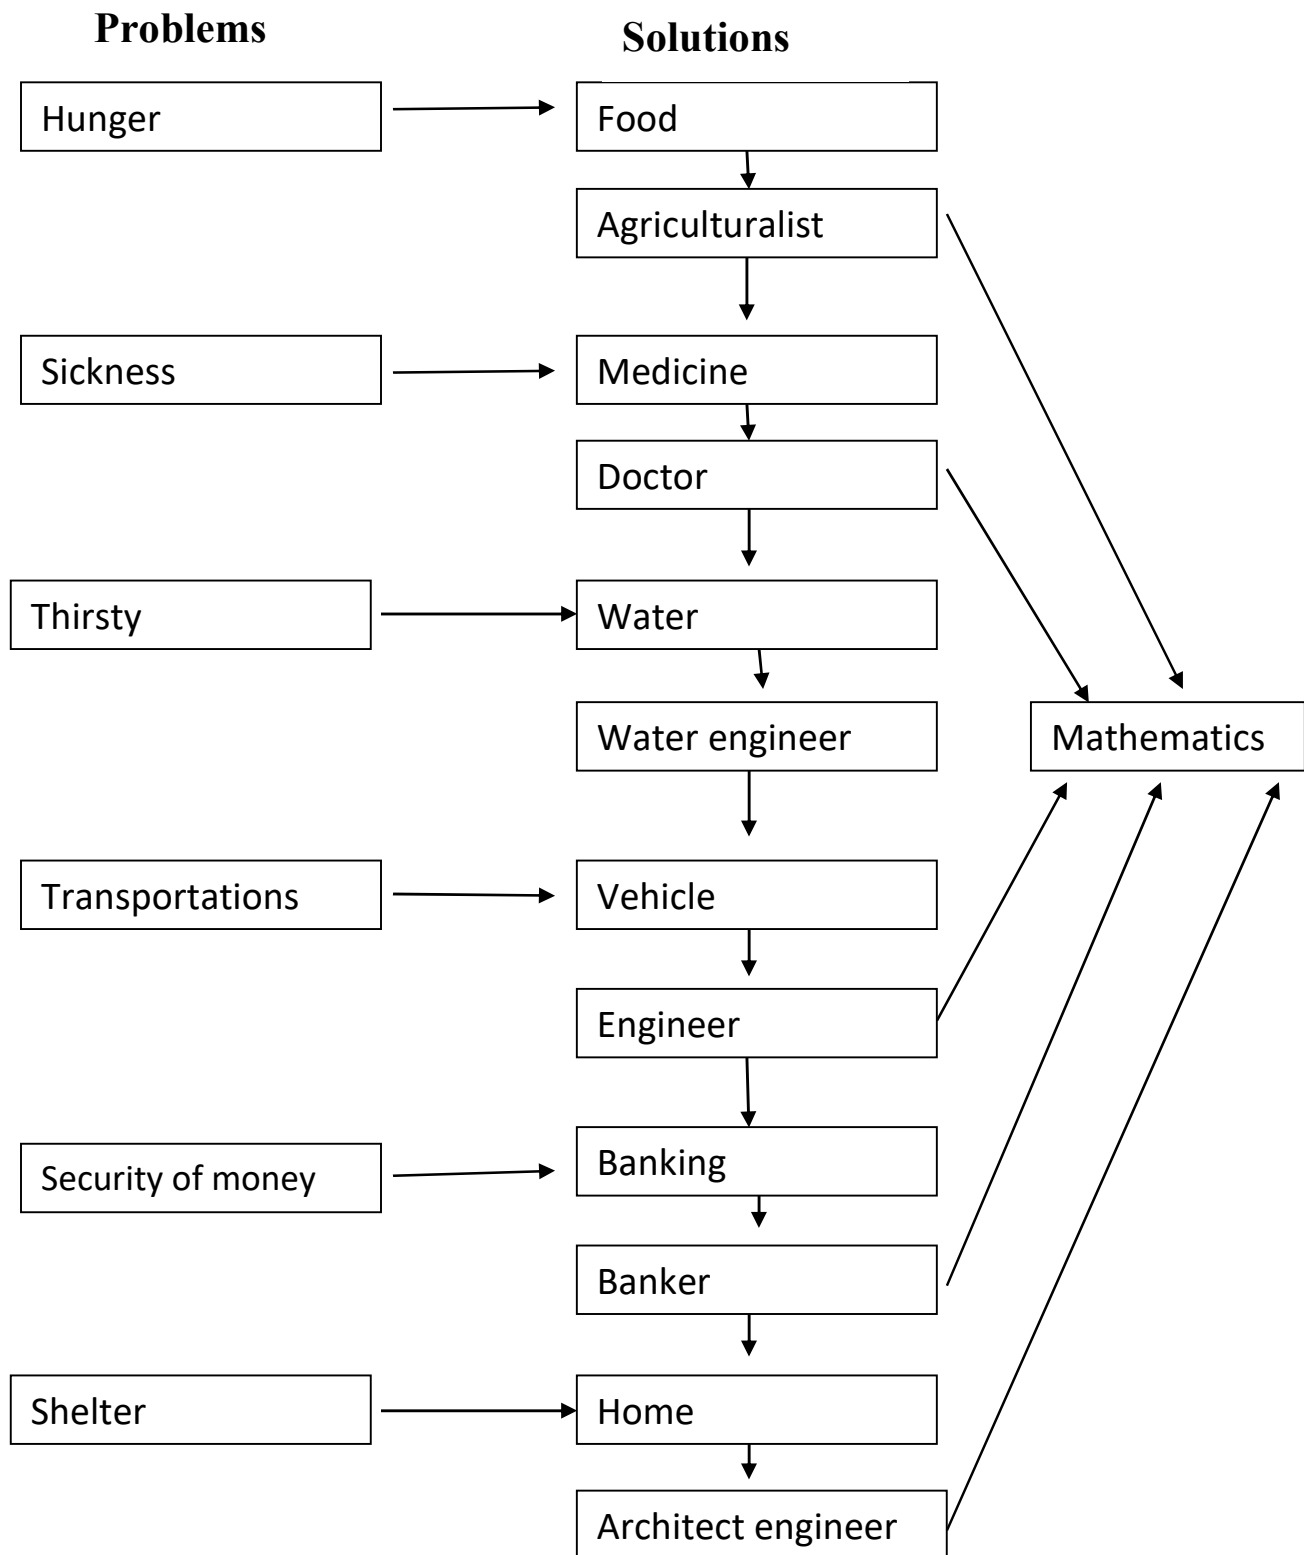 Problems
Solutions
Hunger
Food
Agriculturalist
Sickness
Medicine
Doctor
Thirsty
Water
Water engineer
Mathematics
Transportations
Vehicle
Engineer
Security of money
Banking
Banker
Shelter
Home
Architect engineer